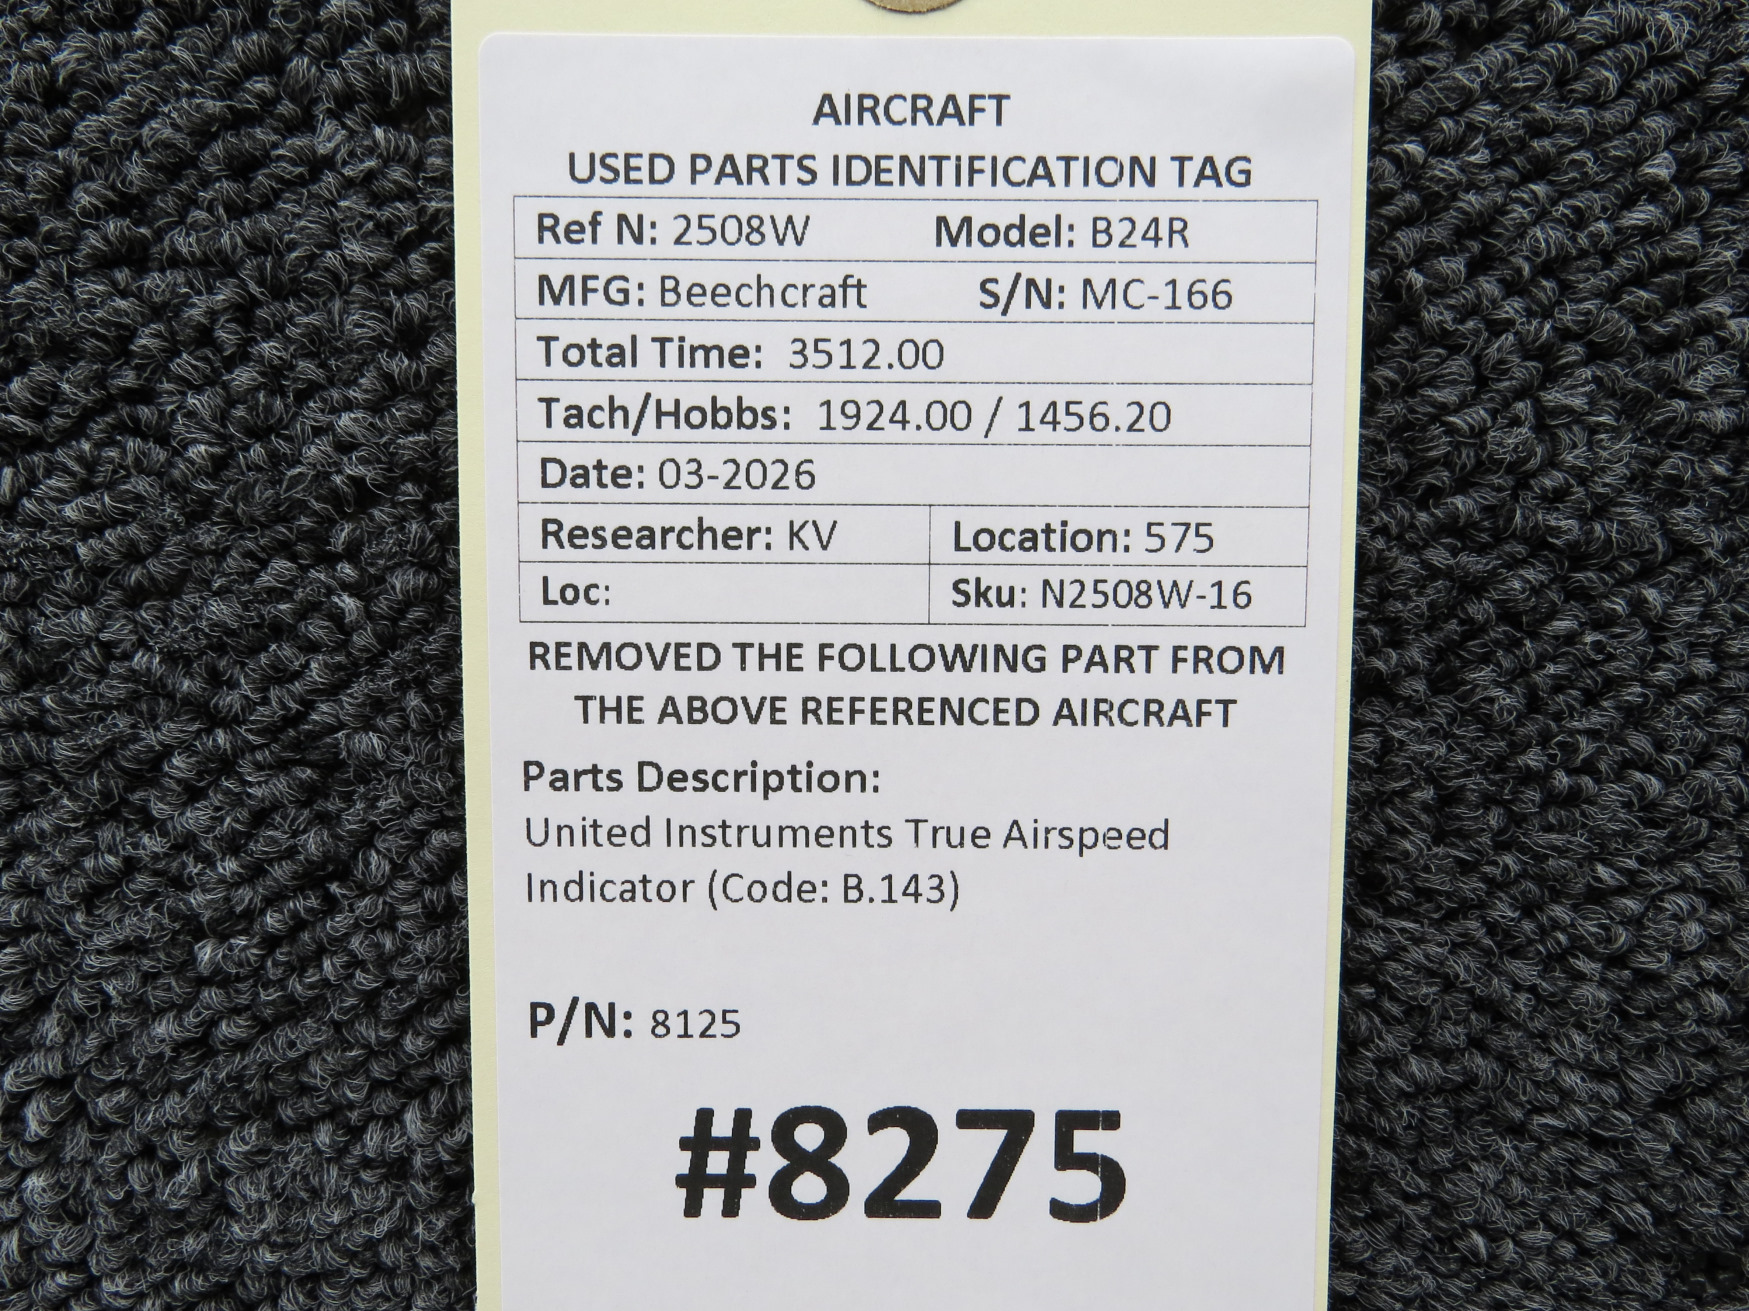 AIRCRAFT
USED PARTS IDENTIFICATION TAG
Ref N: 2508W Model: B24R
MFG: Beechcraft S/N: MC-166
Total Time: 3512.00
Tach/Hobbs: 1924.00 / 1456.20
Date: 03-2026
Researcher: KV Location: 575
Loc: Sku: N2508W-16
REMOVED THE FOLLOWING PART FROM
THE ABOVE REFERENCED AIRCRAFT
Parts Description:
United Instruments True Airspeed
Indicator (Code: B.143)
P/N: 8125
#8275